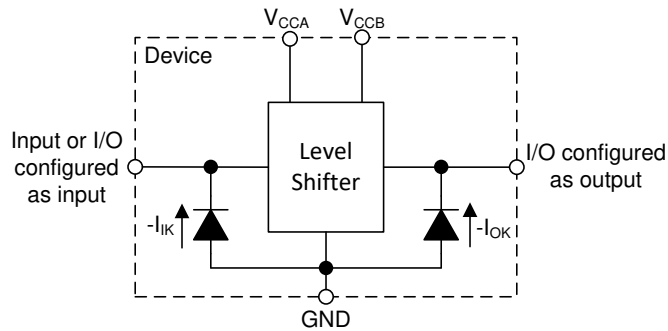 VCCA VCCB
Device
Input or I/O
configured
as input
Level
Shifter
I/O configured
as output
-IIK
-IOK
GND